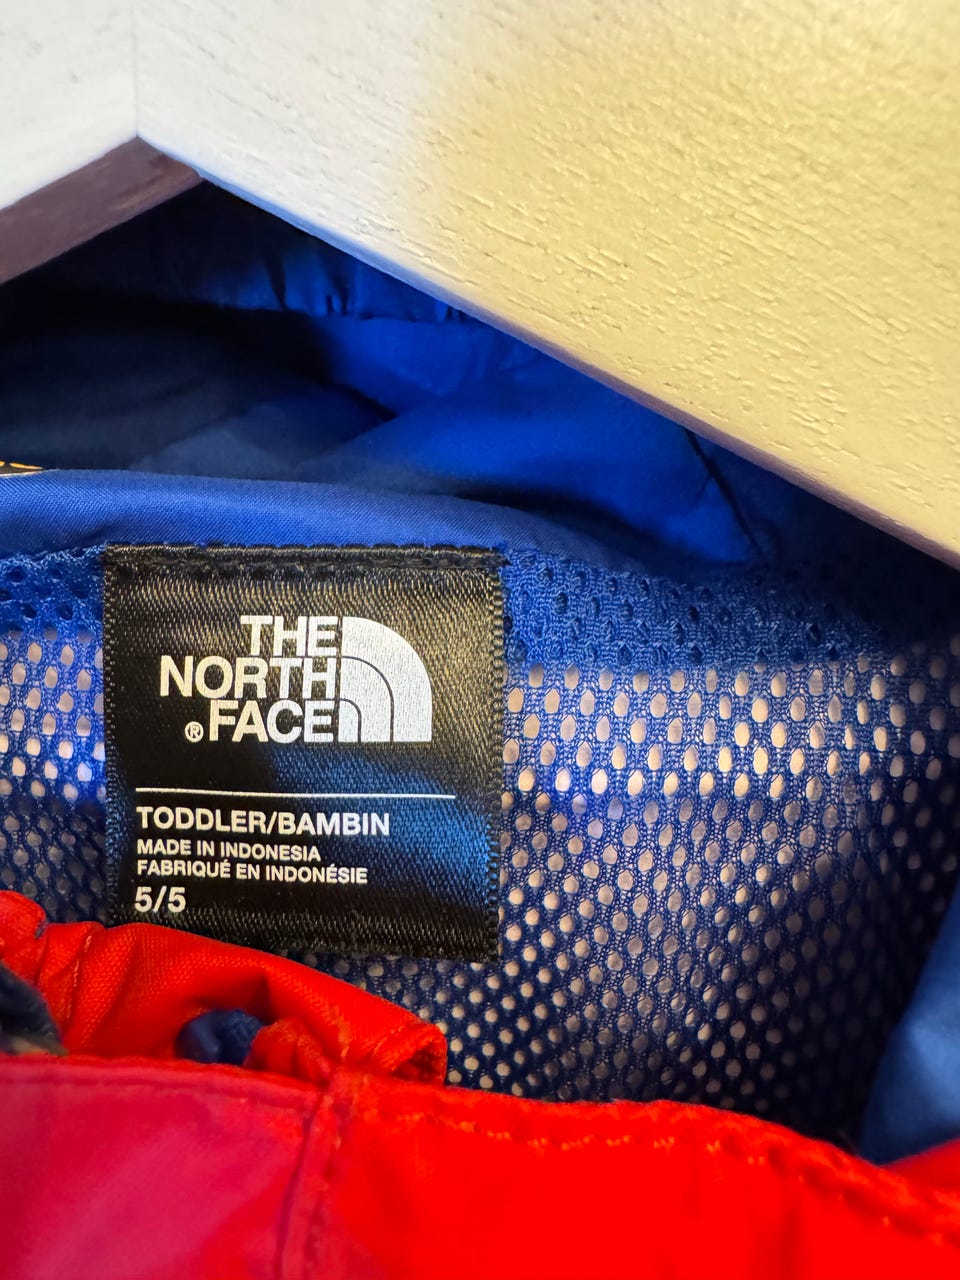 THE
NORTH
®FACE
TODDLER/BAMBIN
MADE IN INDONESIA
FABRIQUÉ EN INDONÉSIE
5/5